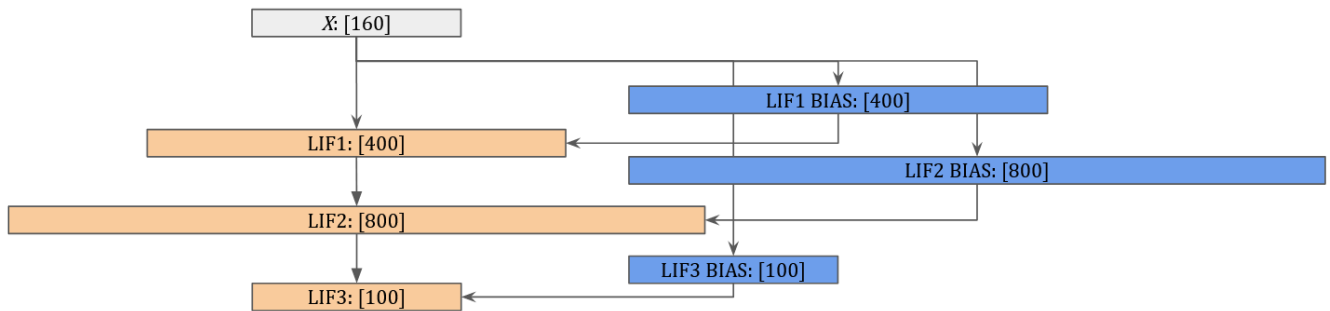 X: [160]
LIF1 BIAS: [400]
LIF1: [400]
LIF2 BIAS: [800]
LIF2: [800]
LIF3 BIAS: [100]
LIF3: [100]